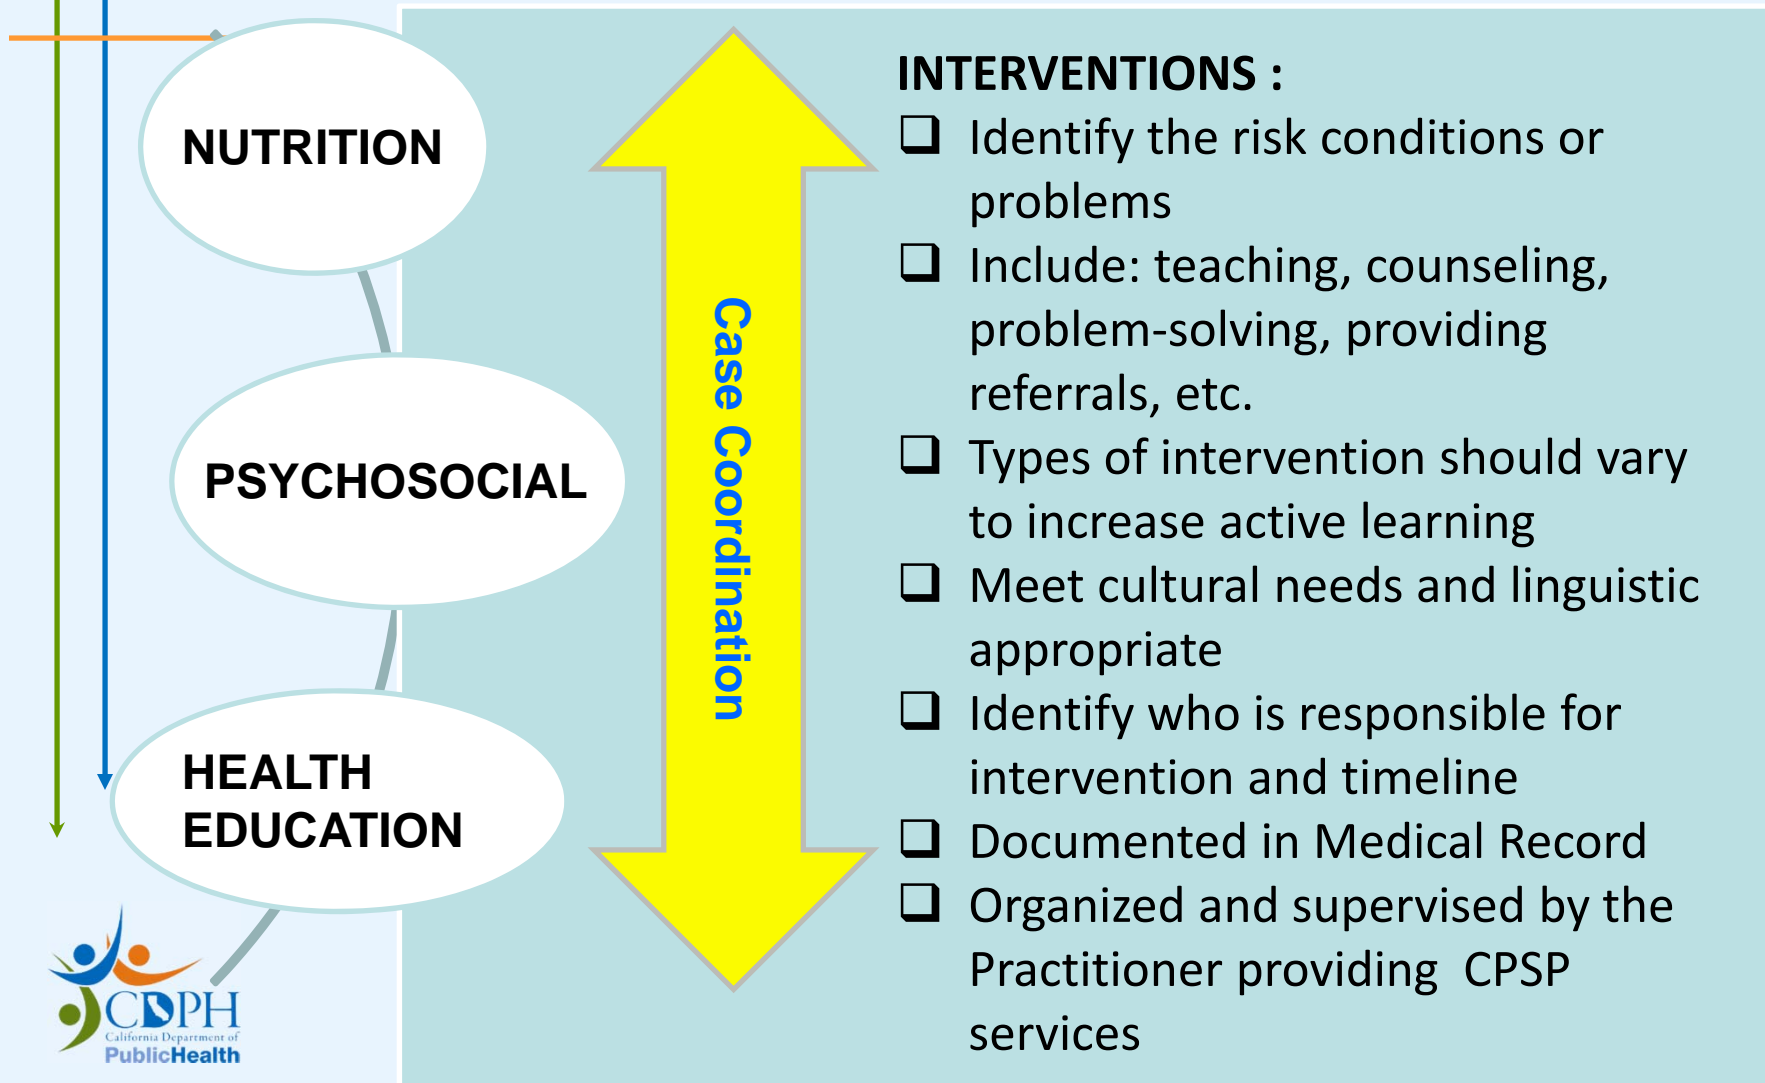 NUTRITION
PSYCHOSOCIAL
HEALTH
EDUCATION
Case Coordination
INTERVENTIONS :
❑ Identify the risk conditions or
problems
❑ Include: teaching, counseling,
problem-solving, providing
referrals, etc.
❑ Types of intervention should vary
to increase active learning
❑ Meet cultural needs and linguistic
appropriate
❑ Identify who is responsible for
intervention and timeline
❑ Documented in Medical Record
❑ Organized and supervised by the
Practitioner providing  CPSP
services
CDPH
California Department of
PublicHealth